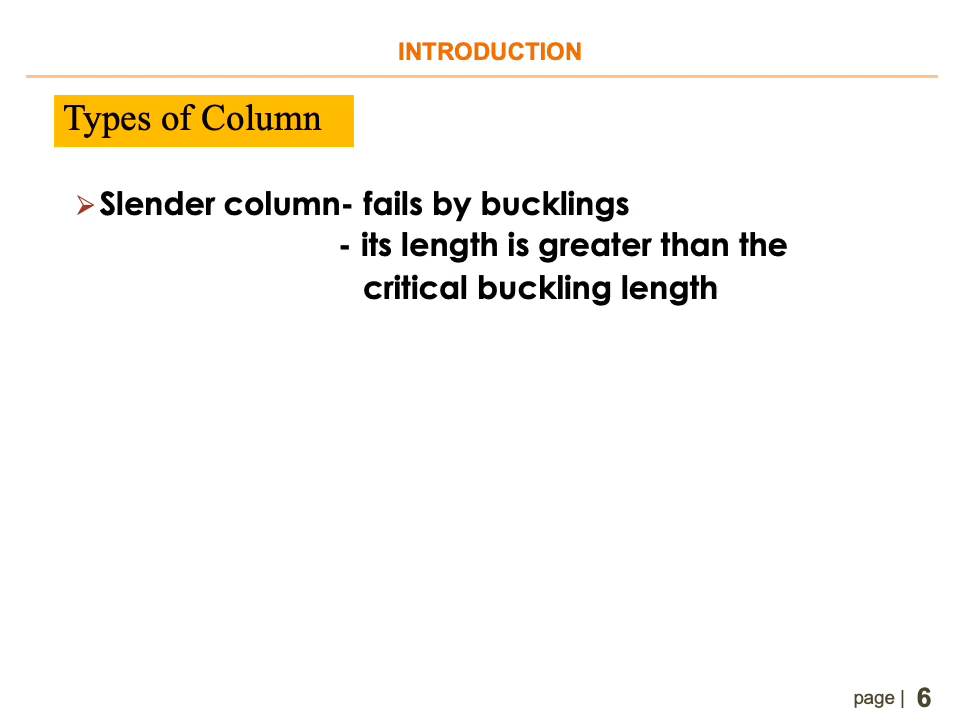 INTRODUCTION
Types of Column
Slender column- fails by bucklings
- its length is greater than the
critical buckling length
page | 6